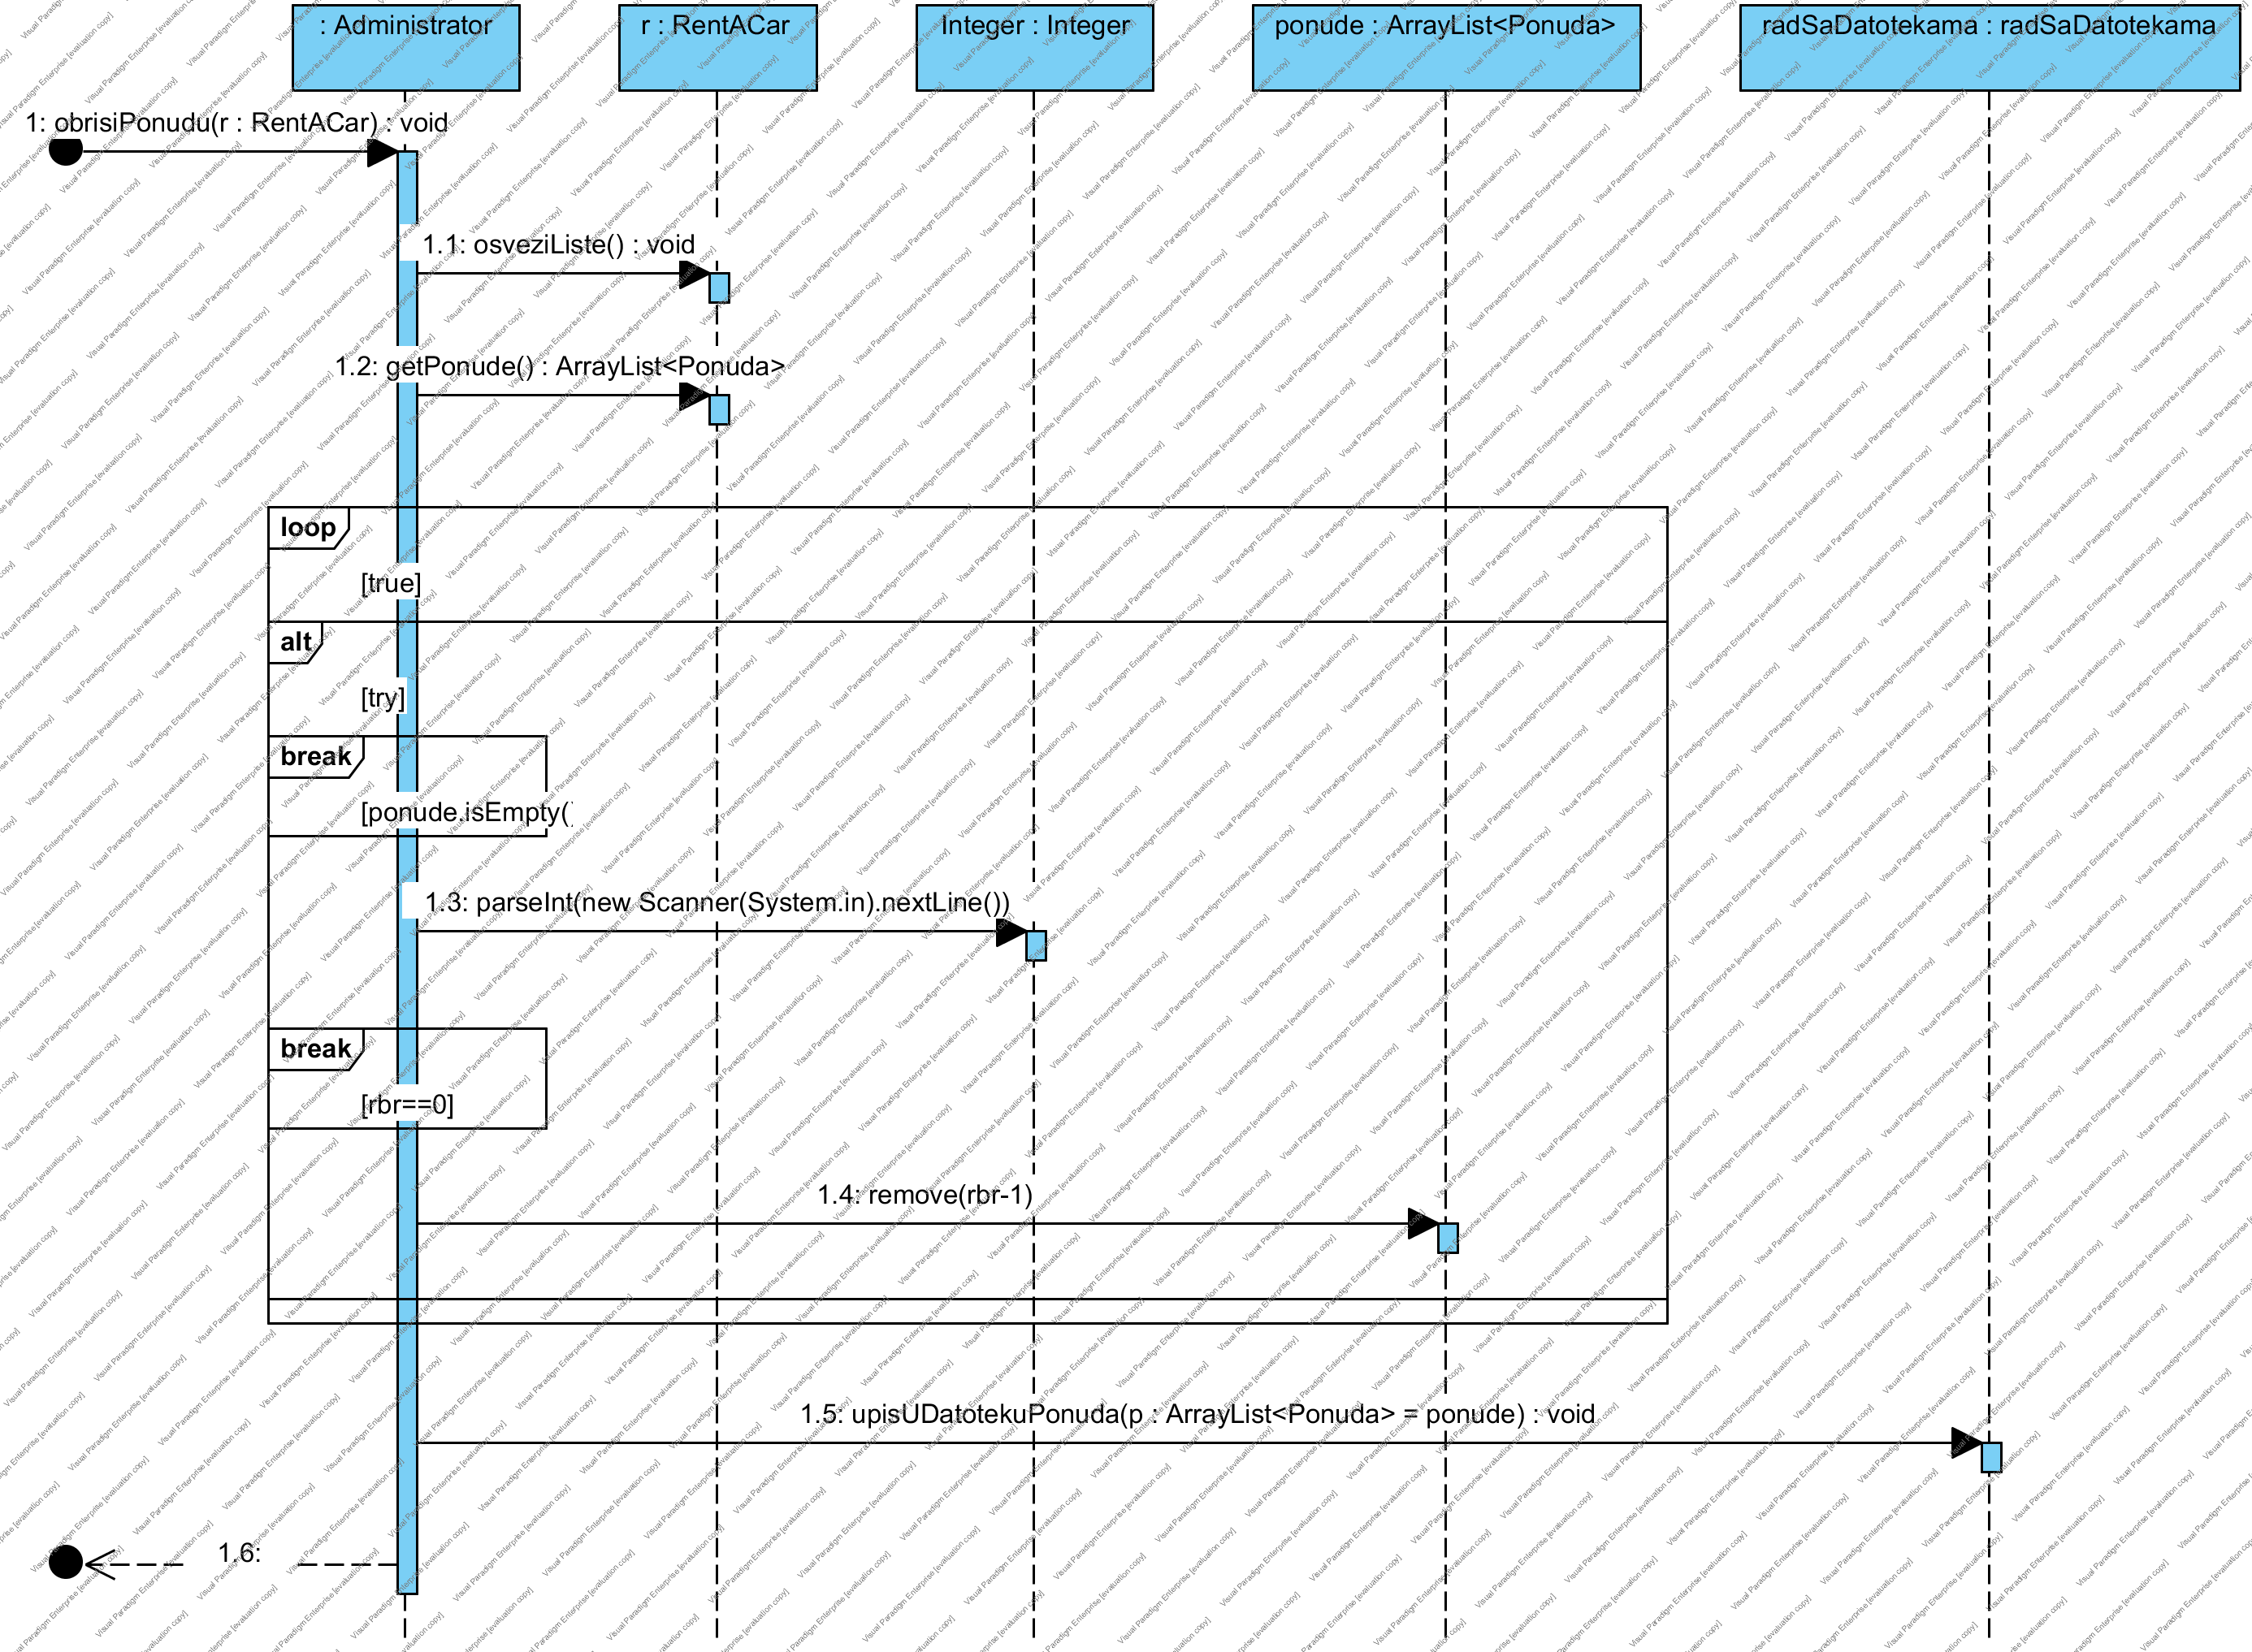 : Administrator
r : RentACar
Integer : Integer
ponude : ArrayList<Ponuda>
radSaDatotekama : radSaDatotekama
1: obrisiPonudu(r : RentACar) : void
1.1: osveziListe() : void
1.2: getPonude() : ArrayList<Ponuda>
loop
[true]
alt
[try]
break
[ponude.isEmpty()
1.3: parseInt(new Scanner(System.in).nextLine())
break
[rbr==0]
1.4: remove(rbr-1)
1.5: upisUDatotekuPonuda(p : ArrayList<Ponuda> = ponude) : void
1.6:
Visual Paradigm Enterprise [evaluation copy]